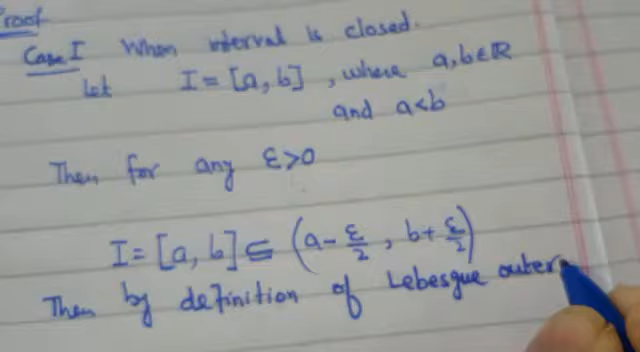 Proof
Case I When interval is closed.
Let I = [a, b] , where a, b ∈ ℝ
and a < b
Then for any ε > 0
I = [a, b] ⊆ (a - ε/2 , b + ε/2)
Then by definition of Lebesgue outer